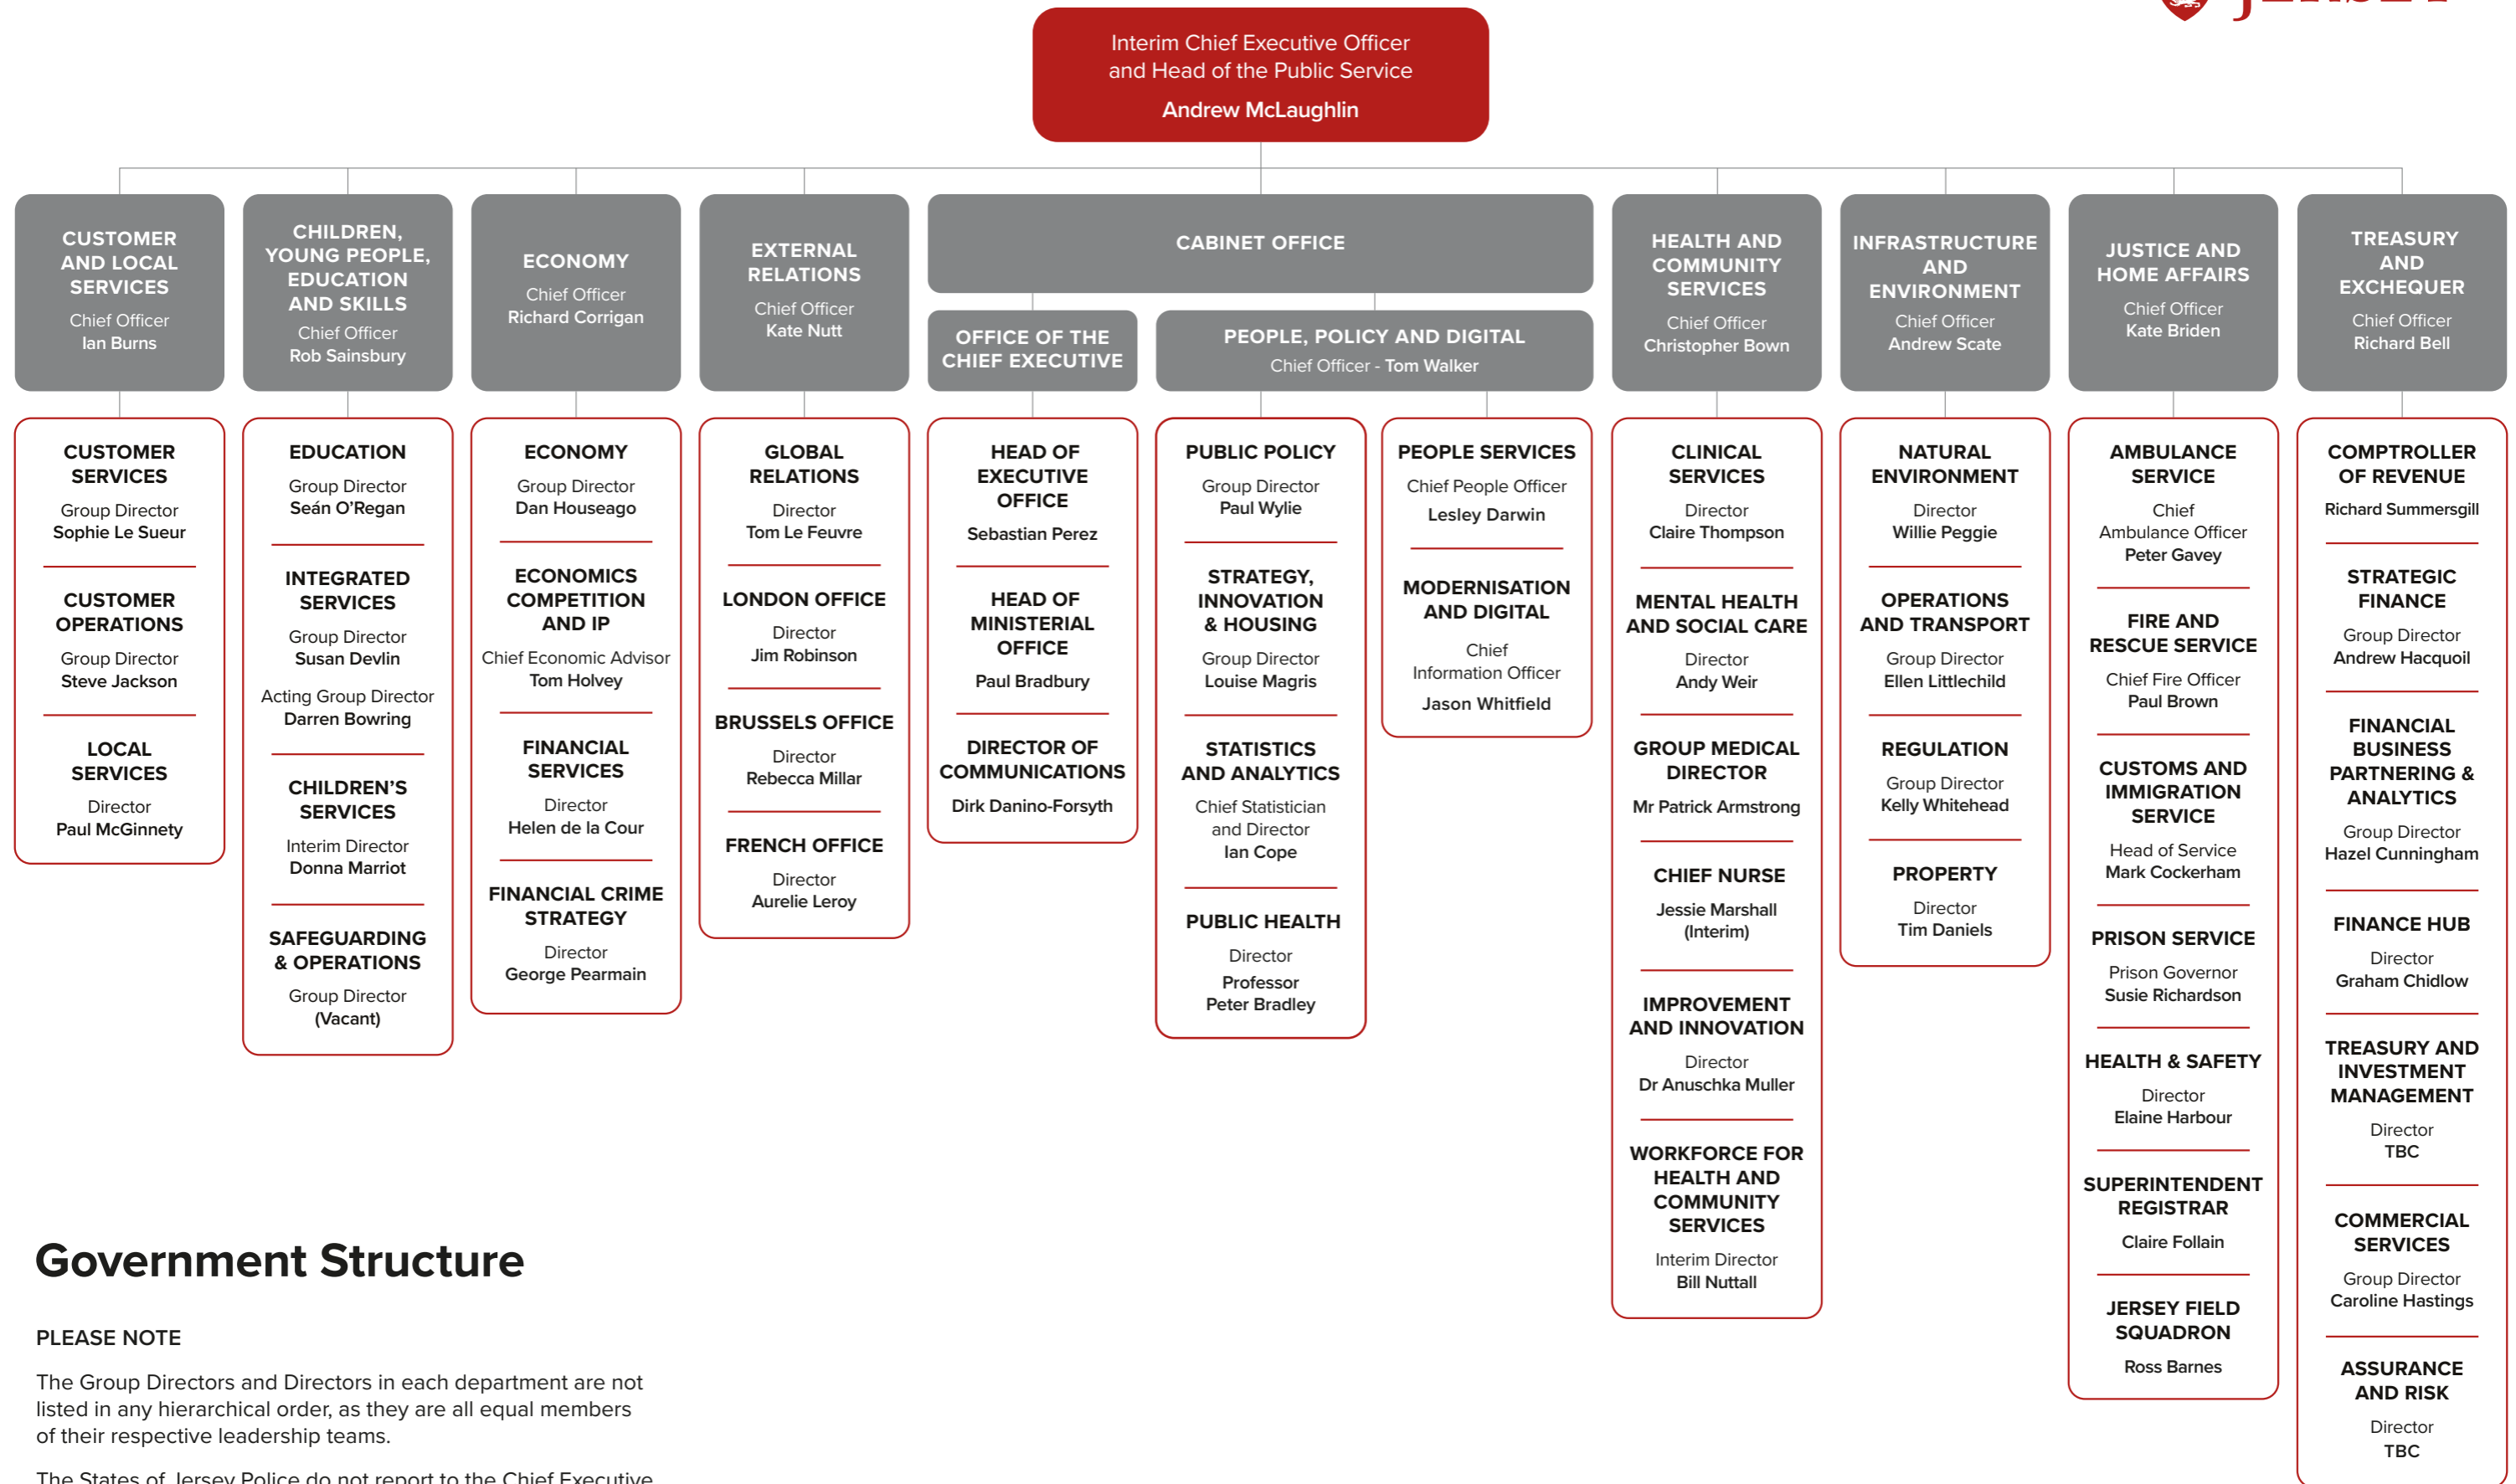 JERSEY
Interim Chief Executive Officer
and Head of the Public Service
Andrew McLaughlin
CUSTOMER
AND LOCAL
SERVICES
Chief Officer
Ian Burns
CHILDREN,
YOUNG PEOPLE,
EDUCATION
AND SKILLS
Chief Officer
Rob Sainsbury
ECONOMY
Chief Officer
Richard Corrigan
EXTERNAL
RELATIONS
Chief Officer
Kate Nutt
CABINET OFFICE
OFFICE OF THE
CHIEF EXECUTIVE
PEOPLE, POLICY AND DIGITAL
Chief Officer - Tom Walker
HEALTH AND
COMMUNITY
SERVICES
Chief Officer
Christopher Bown
INFRASTRUCTURE
AND
ENVIRONMENT
Chief Officer
Andrew Scate
JUSTICE AND
HOME AFFAIRS
Chief Officer
Kate Briden
TREASURY
AND
EXCHEQUER
Chief Officer
Richard Bell
CUSTOMER
SERVICES
Group Director
Sophie Le Sueur
CUSTOMER
OPERATIONS
Group Director
Steve Jackson
LOCAL
SERVICES
Director
Paul McGinnety
EDUCATION
Group Director
Seán O’Regan
INTEGRATED
SERVICES
Group Director
Susan Devlin
Acting Group Director
Darren Bowring
CHILDREN’S
SERVICES
Interim Director
Donna Marriot
SAFEGUARDING
& OPERATIONS
Group Director
(Vacant)
ECONOMY
Group Director
Dan Houseago
ECONOMICS
COMPETITION
AND IP
Chief Economic Advisor
Tom Holvey
FINANCIAL
SERVICES
Director
Helen de la Cour
FINANCIAL CRIME
STRATEGY
Director
George Pearmain
GLOBAL
RELATIONS
Director
Tom Le Feuvre
LONDON OFFICE
Director
Jim Robinson
BRUSSELS OFFICE
Director
Rebecca Millar
FRENCH OFFICE
Director
Aurelie Leroy
HEAD OF
EXECUTIVE
OFFICE
Sebastian Perez
HEAD OF
MINISTERIAL
OFFICE
Paul Bradbury
DIRECTOR OF
COMMUNICATIONS
Dirk Danino-Forsyth
PUBLIC POLICY
Group Director
Paul Wylie
STRATEGY,
INNOVATION
& HOUSING
Group Director
Louise Magris
STATISTICS
AND ANALYTICS
Chief Statistician
and Director
Ian Cope
PUBLIC HEALTH
Director
Professor
Peter Bradley
PEOPLE SERVICES
Chief People Officer
Lesley Darwin
MODERNISATION
AND DIGITAL
Chief
Information Officer
Jason Whitfield
CLINICAL
SERVICES
Director
Claire Thompson
MENTAL HEALTH
AND SOCIAL CARE
Director
Andy Weir
GROUP MEDICAL
DIRECTOR
Mr Patrick Armstrong
CHIEF NURSE
Jessie Marshall
(Interim)
IMPROVEMENT
AND INNOVATION
Director
Dr Anuschka Muller
WORKFORCE FOR
HEALTH AND
COMMUNITY
SERVICES
Interim Director
Bill Nuttall
NATURAL
ENVIRONMENT
Director
Willie Peggie
OPERATIONS
AND TRANSPORT
Group Director
Ellen Littlechild
REGULATION
Group Director
Kelly Whitehead
PROPERTY
Director
Tim Daniels
AMBULANCE
SERVICE
Chief
Ambulance Officer
Peter Gavey
FIRE AND
RESCUE SERVICE
Chief Fire Officer
Paul Brown
CUSTOMS AND
IMMIGRATION
SERVICE
Head of Service
Mark Cockerham
PRISON SERVICE
Prison Governor
Susie Richardson
HEALTH & SAFETY
Director
Elaine Harbour
SUPERINTENDENT
REGISTRAR
Claire Follain
JERSEY FIELD
SQUADRON
Ross Barnes
COMPTROLLER
OF REVENUE
Richard Summersgill
STRATEGIC
FINANCE
Group Director
Andrew Hacquoil
FINANCIAL
BUSINESS
PARTNERING &
ANALYTICS
Group Director
Hazel Cunningham
FINANCE HUB
Director
Graham Chidlow
TREASURY AND
INVESTMENT
MANAGEMENT
Director
TBC
COMMERCIAL
SERVICES
Group Director
Caroline Hastings
ASSURANCE
AND RISK
Director
TBC
Government Structure
PLEASE NOTE
The Group Directors and Directors in each department are not
listed in any hierarchical order, as they are all equal members
of their respective leadership teams.
The States of Jersey Police do not report to the Chief Executive